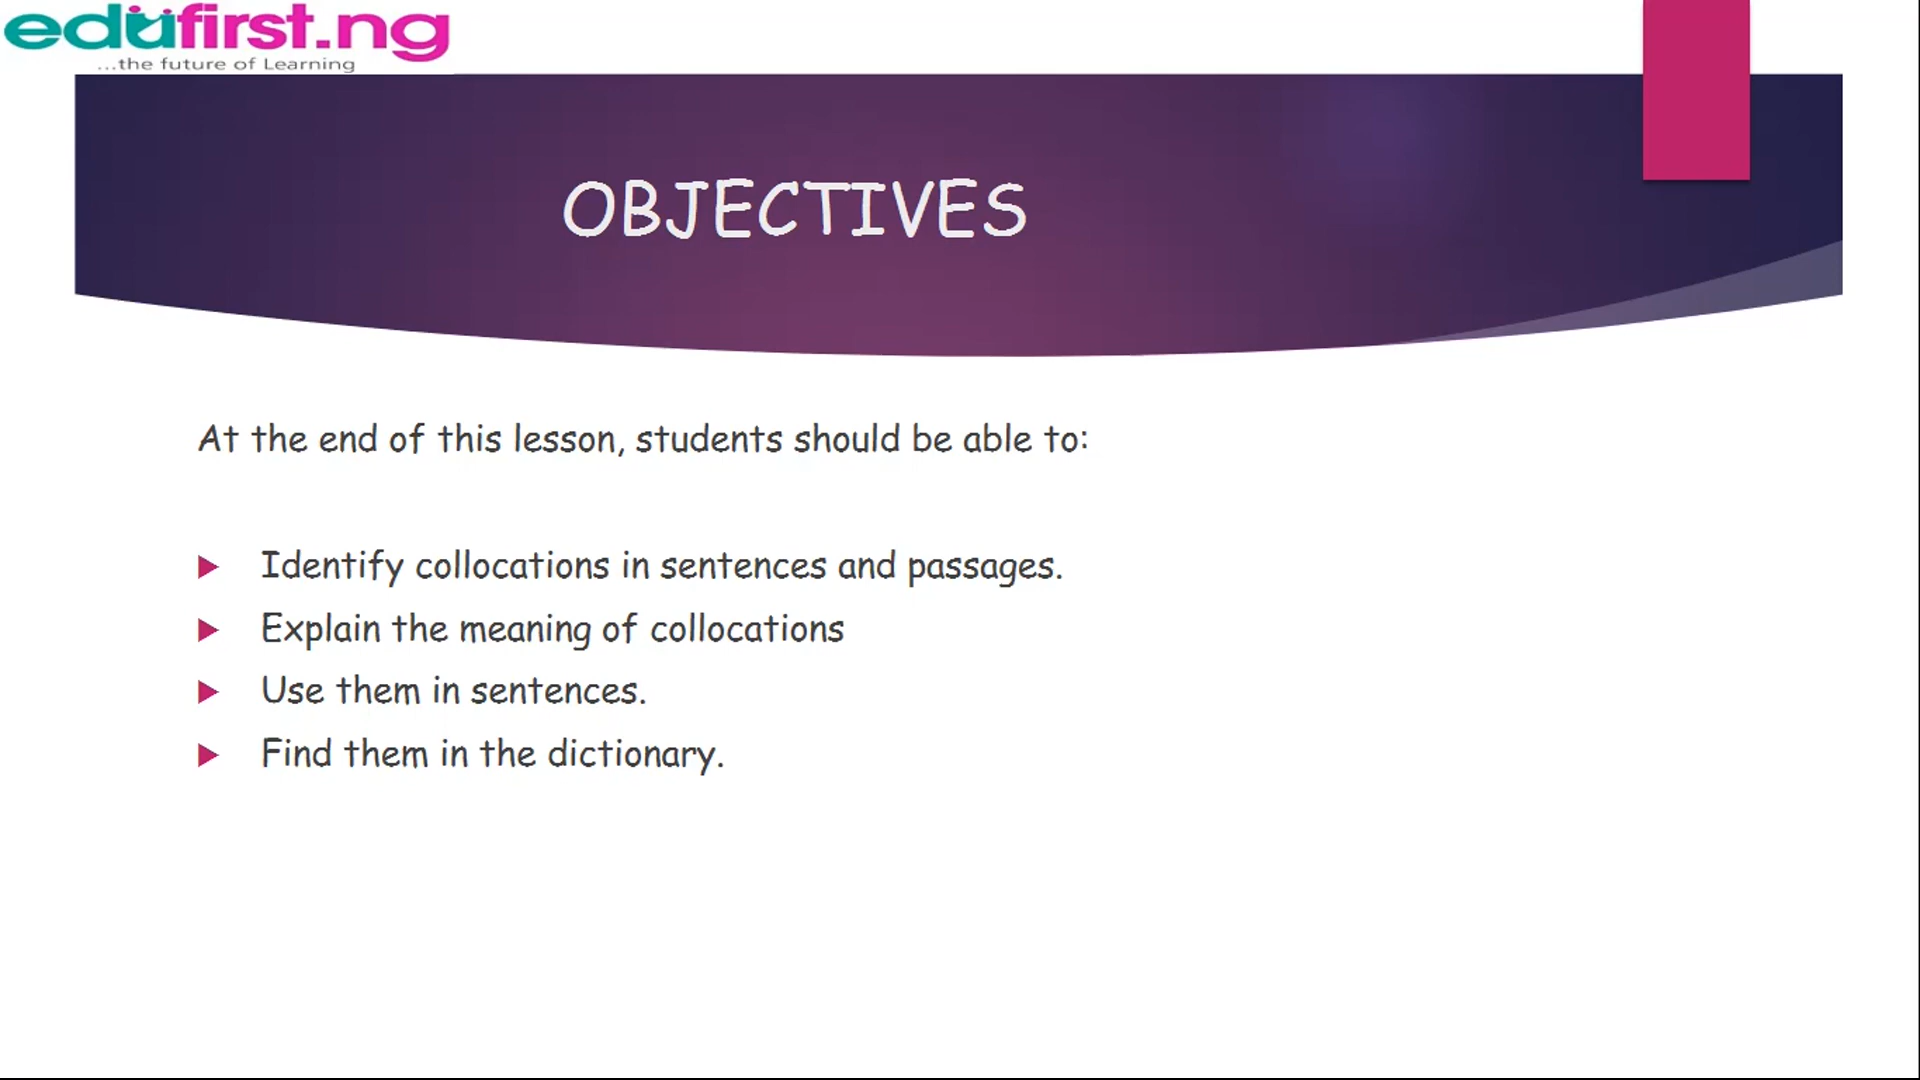 edufirst.ng
...the future of Learning
OBJECTIVES
At the end of this lesson, students should be able to:
Identify collocations in sentences and passages.
Explain the meaning of collocations
Use them in sentences.
Find them in the dictionary.